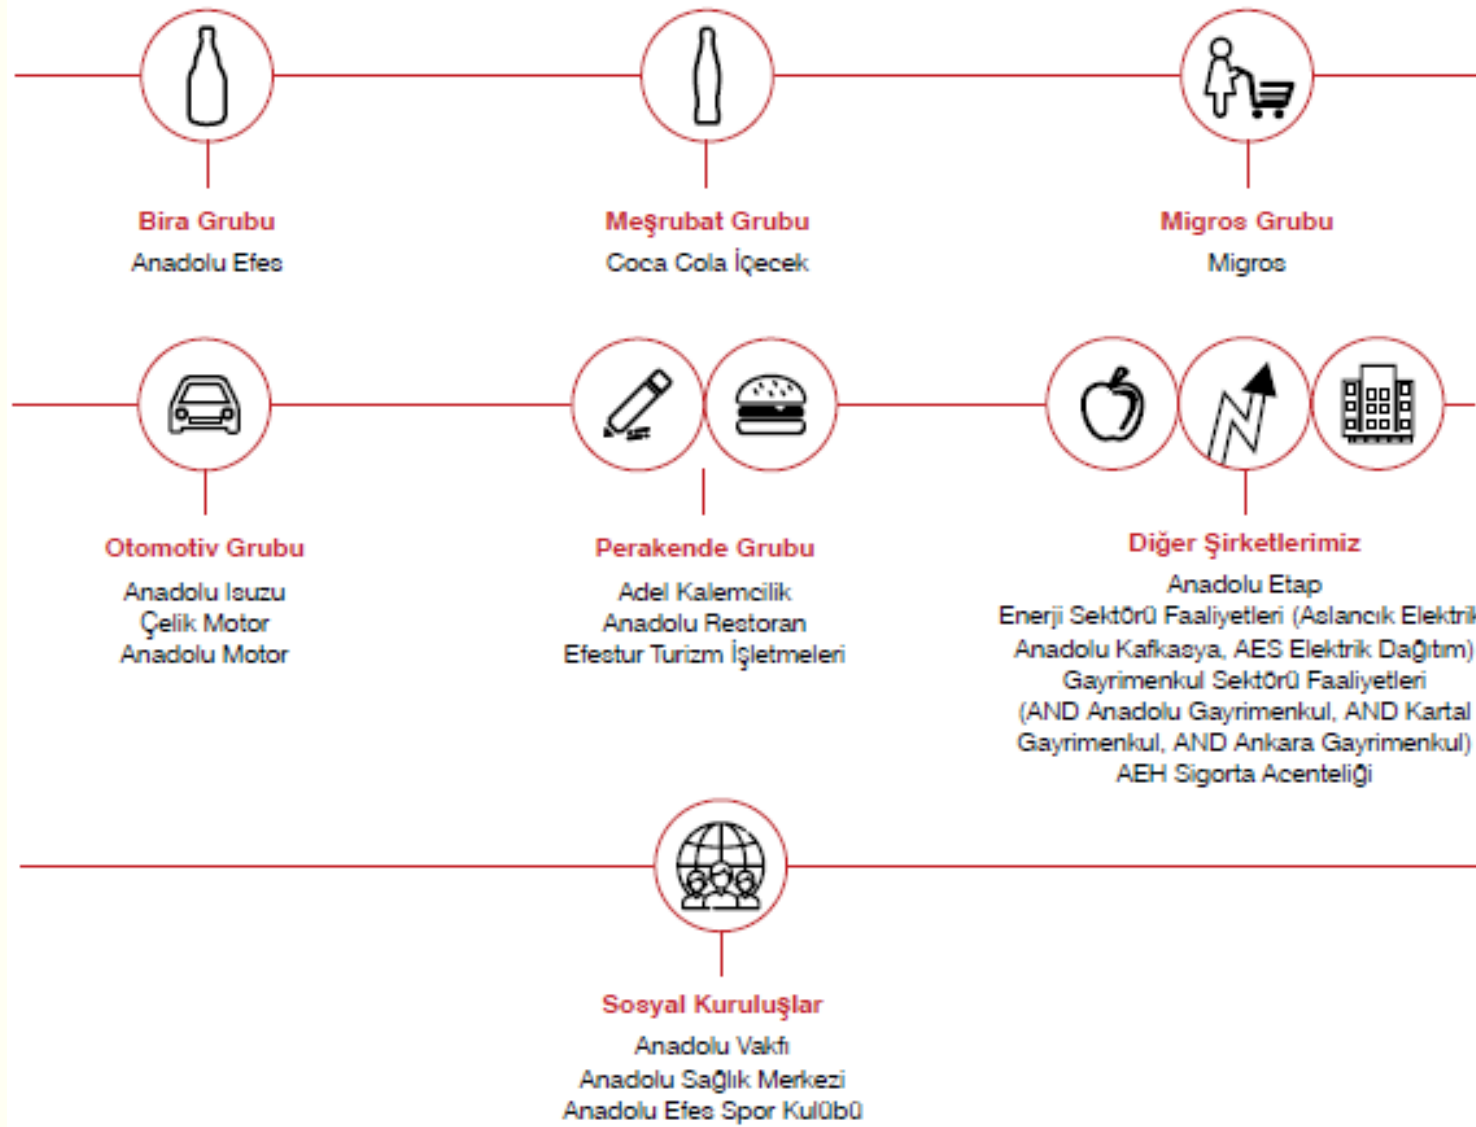 Bira Grubu
Anadolu Efes
Meşrubat Grubu
Coca Cola İçecek
Migros Grubu
Migros
Otomotiv Grubu
Anadolu Isuzu
Çelik Motor
Anadolu Motor
Perakende Grubu
Adel Kalemcilik
Anadolu Restoran
Efestur Turizm İşletmeleri
Diğer Şirketlerimiz
Anadolu Etap
Enerji Sektörü Faaliyetleri (Aslancık Elektrik
Anadolu Kafkasya, AES Elektrik Dağıtım)
Gayrimenkul Sektörü Faaliyetleri
(AND Anadolu Gayrimenkul, AND Kartal
Gayrimenkul, AND Ankara Gayrimenkul)
AEH Sigorta Acenteliği
Sosyal Kuruluşlar
Anadolu Vakfı
Anadolu Sağlık Merkezi
Anadolu Efes Spor Kulübü